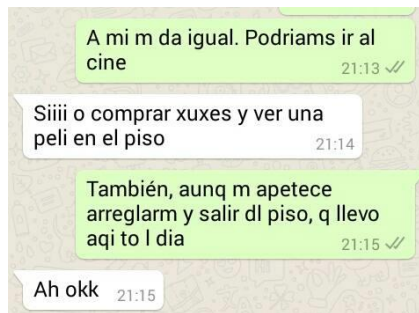 A mi m da igual. Podriams ir al
cine
21:13
Siiii o comprar xuxes y ver una
peli en el piso
21:14
También, aunq m apetece
arreglarm y salir dl piso, q llevo
aqi to l dia
21:15
Ah okk 21:15